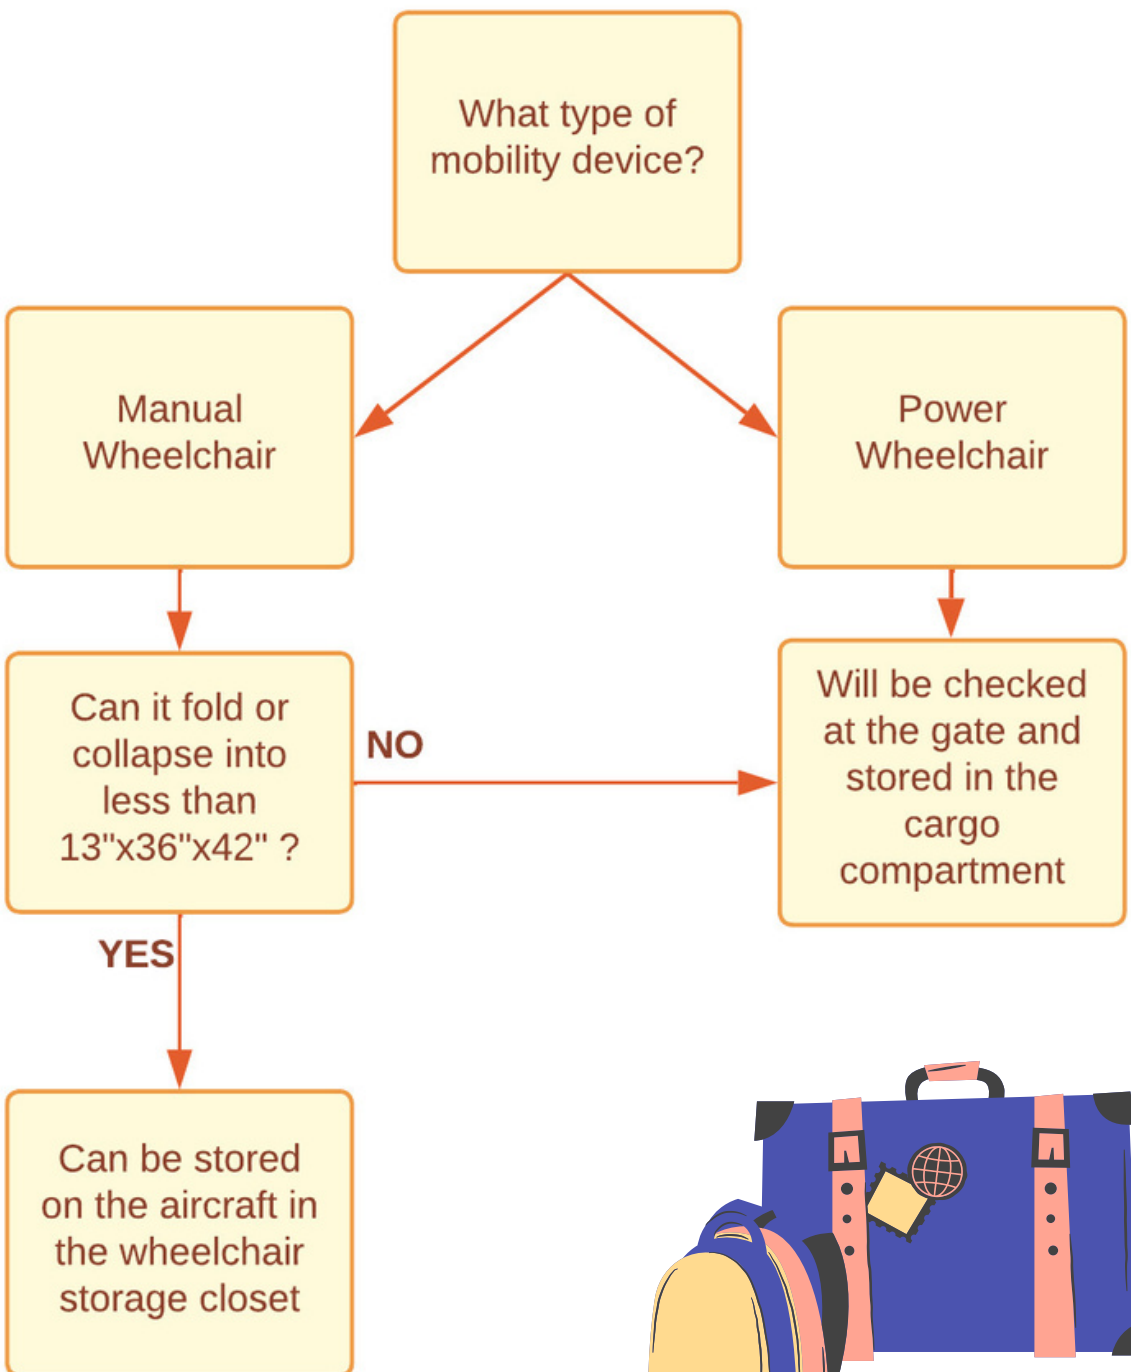 What type of
mobility device?
Manual
Wheelchair
Power
Wheelchair
Can it fold or
collapse into
less than
13"x36"x42" ?
NO
Will be checked
at the gate and
stored in the
cargo
compartment
YES
Can be stored
on the aircraft in
the wheelchair
storage closet